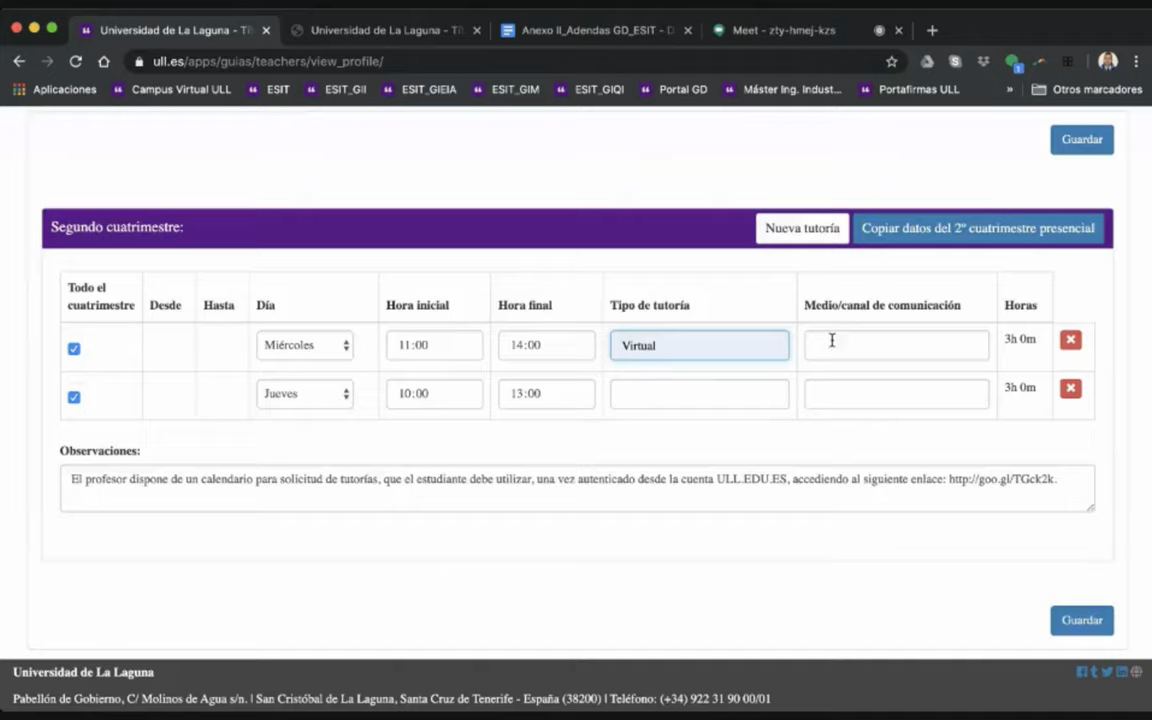 Universidad de La Laguna - Tí
Universidad de La Laguna - Tí
Anexo II_Adendas GD_ESIT - D
Meet - zty-hmej-kzs
ull.es/apps/guias/teachers/view_profile/
Aplicaciones
Campus Virtual ULL
ESIT
ESIT_GII
ESIT_GIEIA
ESIT_GIM
ESIT_GIQI
Portal GD
Máster Ing. Indust...
Portafirmas ULL
»
Otros marcadores
Guardar
Segundo cuatrimestre:
Nueva tutoría
Copiar datos del 2º cuatrimestre presencial
Todo el
cuatrimestre
Desde
Hasta
Día
Hora inicial
Hora final
Tipo de tutoría
Medio/canal de comunicación
Horas
Miércoles
11:00
14:00
Virtual
3h 0m
Jueves
10:00
13:00
3h 0m
Observaciones:
El profesor dispone de un calendario para solicitud de tutorías, que el estudiante debe utilizar, una vez autenticado desde la cuenta ULL.EDU.ES, accediendo al siguiente enlace: http://goo.gl/TGck2k.
Guardar
Universidad de La Laguna
Pabellón de Gobierno, C/ Molinos de Agua s/n. | San Cristóbal de La Laguna, Santa Cruz de Tenerife - España (38200) | Teléfono: (+34) 922 31 90 00/01